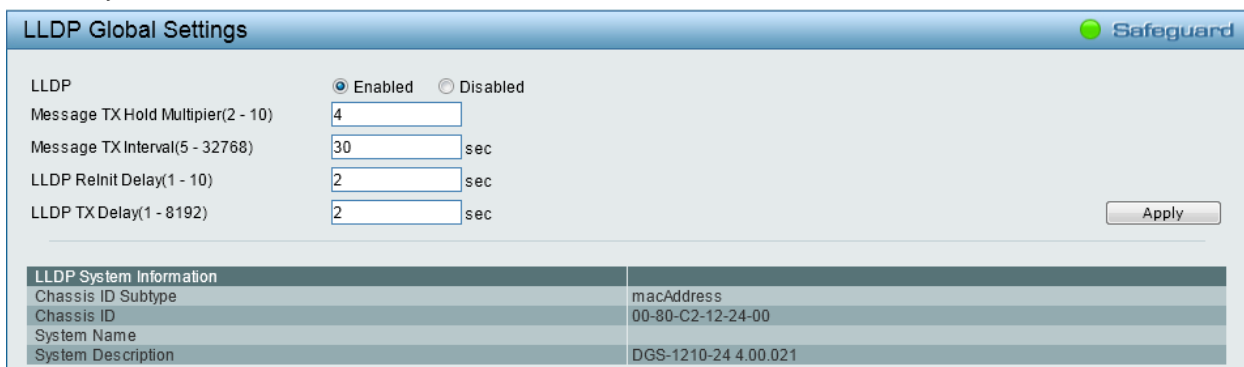 LLDP Global Settings Safeguard
LLDP Enabled Disabled
Message TX Hold Multipier(2 - 10) 4
Message TX Interval(5 - 32768) 30 sec
LLDP ReInit Delay(1 - 10) 2 sec
LLDP TX Delay(1 - 8192) 2 sec Apply
LLDP System Information
Chassis ID Subtype macAddress
Chassis ID 00-80-C2-12-24-00
System Name
System Description DGS-1210-24 4.00.021